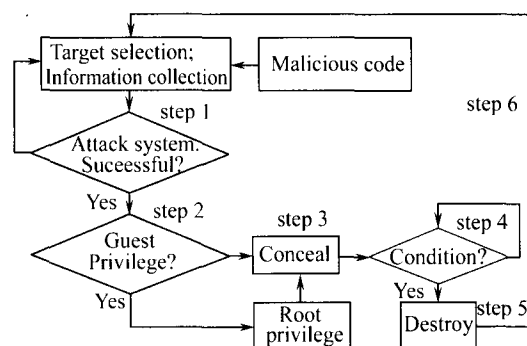 Target selection;
Information collection
Malicious code
step 1
step 6
Attack system.
Suceessful?
Yes
step 2
Guest
Privilege?
step 3
Conceal
step 4
Condition?
Yes
Root
privilege
Yes
Destroy
step 5